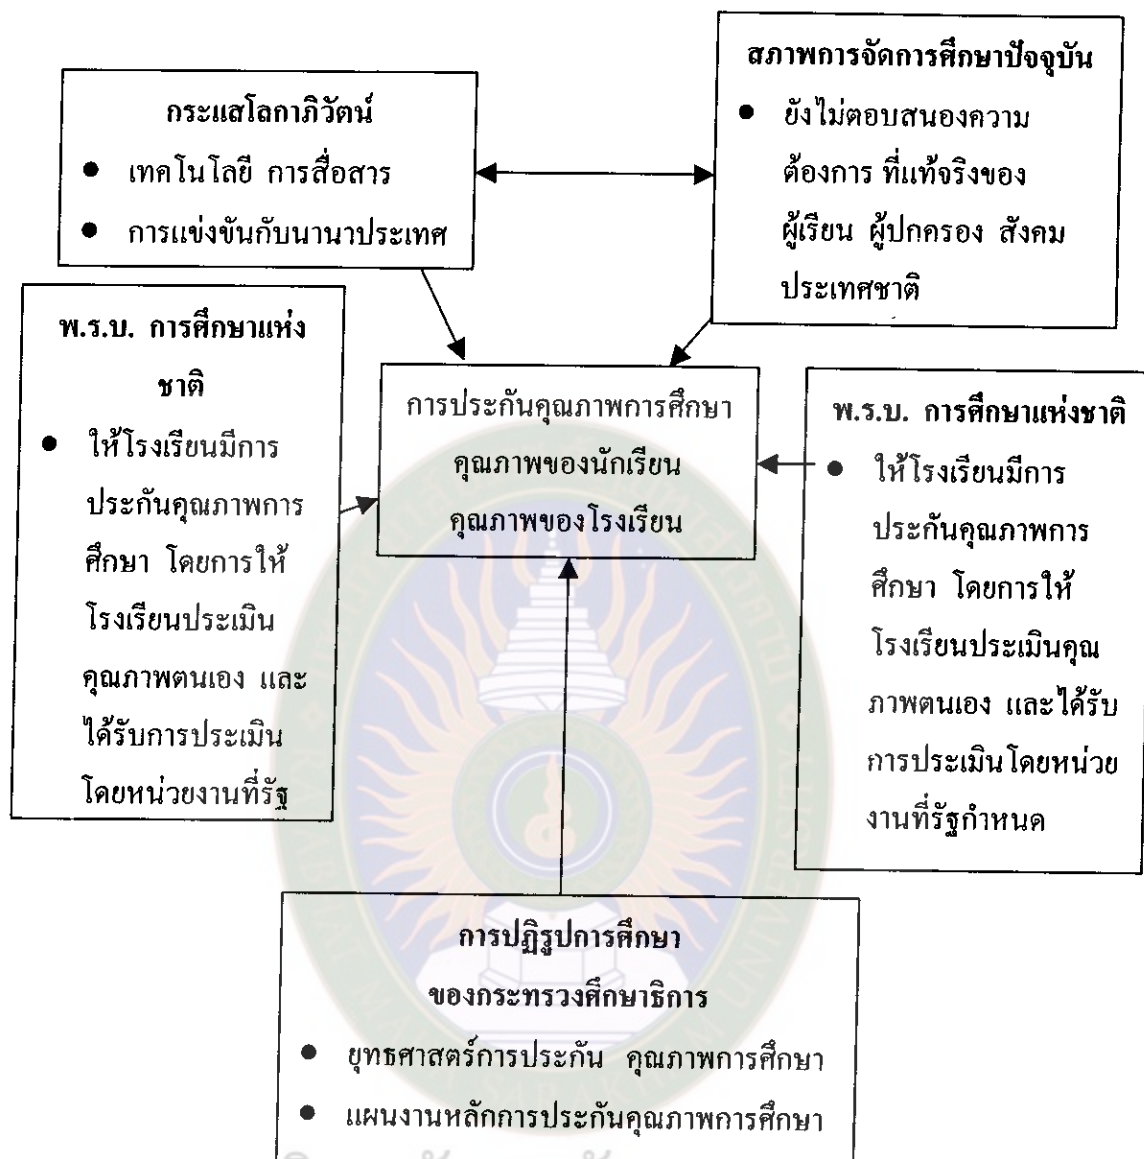 กระแสโลกาภิวัตน์
● เทคโนโลยี การสื่อสาร
● การแข่งขันกับนานาประเทศ
สภาพการจัดการศึกษาปัจจุบัน
● ยังไม่ตอบสนองความ
ต้องการ ที่แท้จริงของ
ผู้เรียน ผู้ปกครอง สังคม
ประเทศชาติ
พ.ร.บ. การศึกษาแห่ง
ชาติ
● ให้โรงเรียนมีการ
ประกันคุณภาพการ
ศึกษา โดยการให้
โรงเรียนประเมิน
คุณภาพตนเอง และ
ได้รับการประเมิน
โดยหน่วยงานที่รัฐ
การประกันคุณภาพการศึกษา
คุณภาพของนักเรียน
คุณภาพของโรงเรียน
พ.ร.บ. การศึกษาแห่งชาติ
● ให้โรงเรียนมีการ
ประกันคุณภาพการ
ศึกษา โดยการให้
โรงเรียนประเมินคุณ
ภาพตนเอง และได้รับ
การประเมินโดยหน่วย
งานที่รัฐกำหนด
การปฏิรูปการศึกษา
ของกระทรวงศึกษาธิการ
● ยุทธศาสตร์การประกัน คุณภาพการศึกษา
● แผนงานหลักการประกันคุณภาพการศึกษา